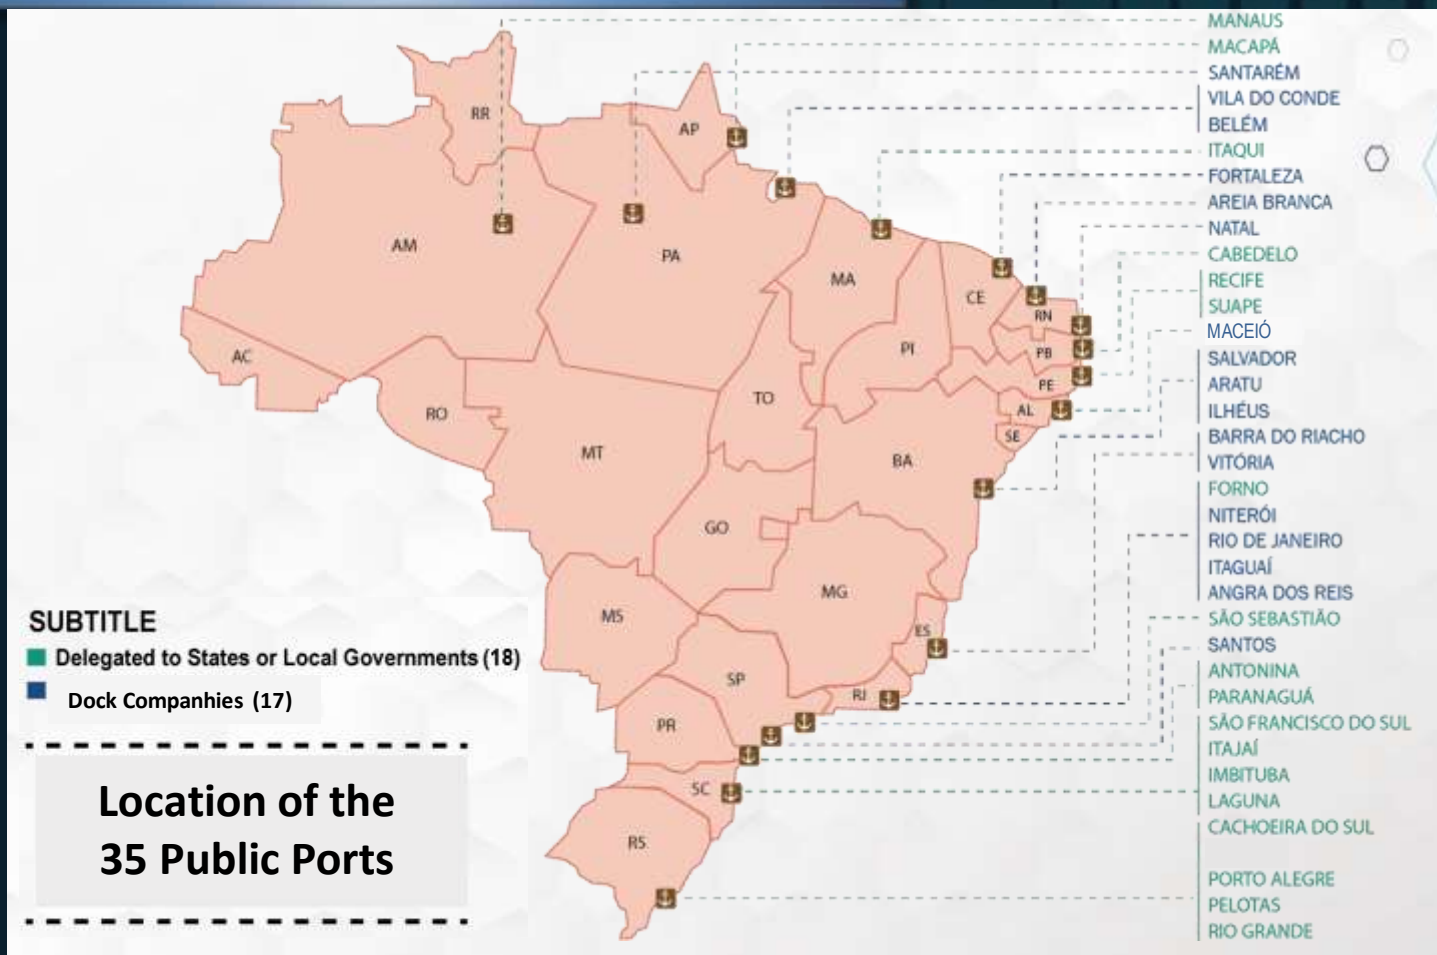 MANAUS
MACAPÁ
SANTARÉM
VILA DO CONDE
BELÉM
ITAQUI
FORTALEZA
AREIA BRANCA
NATAL
CABEDELO
RECIFE
SUAPE
MACEIÓ
SALVADOR
ARATU
ILHÉUS
BARRA DO RIACHO
VITÓRIA
FORNO
NITERÓI
RIO DE JANEIRO
ITAGUAÍ
ANGRA DOS REIS
SÃO SEBASTIÃO
SANTOS
ANTONINA
PARANAGUÁ
SÃO FRANCISCO DO SUL
ITAJAÍ
IMBITUBA
LAGUNA
CACHOEIRA DO SUL
PORTO ALEGRE
PELOTAS
RIO GRANDE
RR
AP
AM
PA
MA
CE
RN
PI
PB
AC
PE
TO
AL
RO
SE
MT
BA
GO
MG
MS
ES
SP
RJ
PR
SC
RS
SUBTITLE
Delegated to States or Local Governments (18)
Dock Companhies (17)
Location of the
35 Public Ports